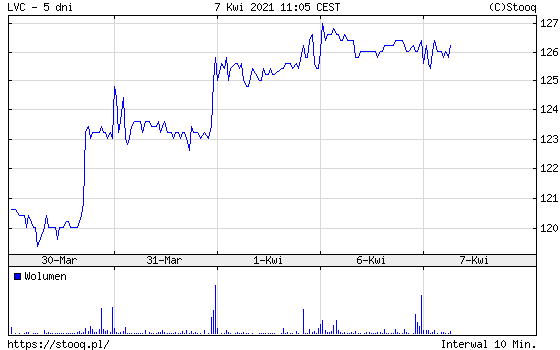 LVC - 5 dni 7 Kwi 2021 11:05 CEST (C)Stooq
127
126
125
124
123
122
121
120
30-Mar 31-Mar 1-Kwi 6-Kwi 7-Kwi
Wolumen
https://stooq.pl/ Interwal 10 Min.